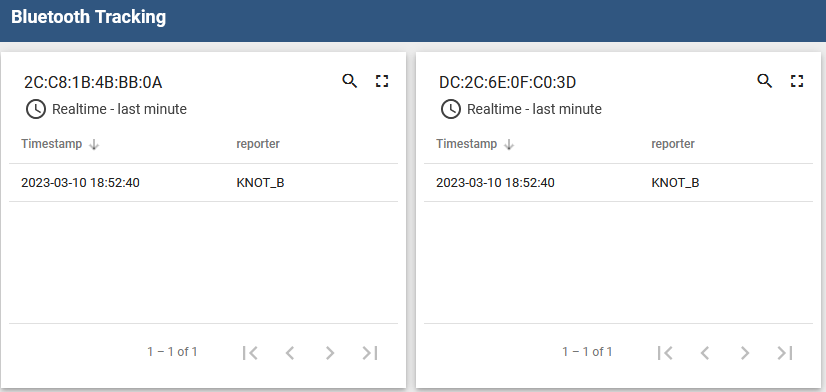 Bluetooth Tracking
2C:C8:1B:4B:BB:0A
Realtime - last minute
Timestamp reporter
2023-03-10 18:52:40 KNOT_B
1 – 1 of 1
DC:2C:6E:0F:C0:3D
Realtime - last minute
Timestamp reporter
2023-03-10 18:52:40 KNOT_B
1 – 1 of 1